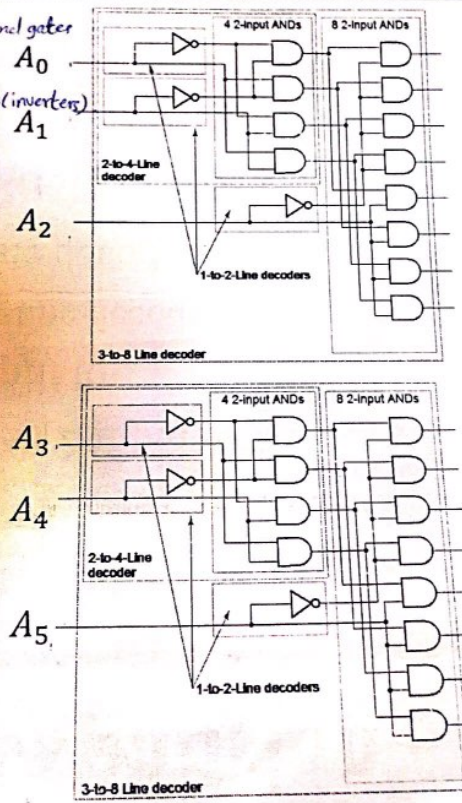 and gates
4 2-input ANDs
8 2-input ANDs
A0
(inverters)
A1
2-to-4-Line
decoder
A2
1-to-2-Line decoders
3-to-8 Line decoder
4 2-input ANDs
8 2-input ANDs
A3
A4
2-to-4-Line
decoder
A5
1-to-2-Line decoders
3-to-8 Line decoder